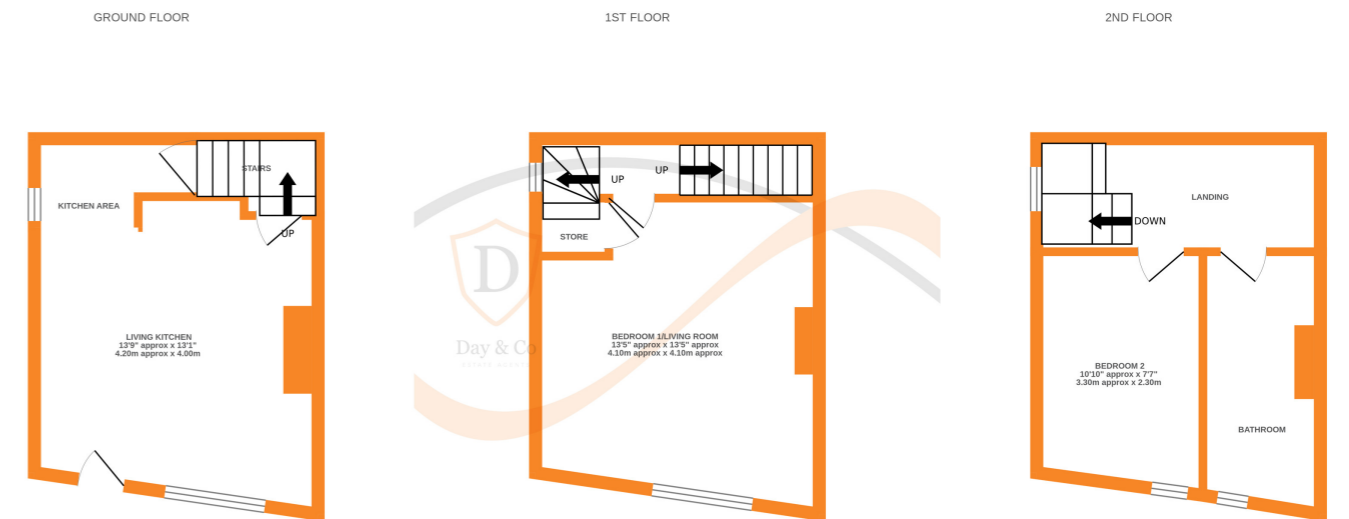 GROUND FLOOR
1ST FLOOR
2ND FLOOR
STAIRS
KITCHEN AREA
UP
LIVING KITCHEN
13'9" approx x 13'1"
4.20m approx x 4.00m
UP
UP
STORE
BEDROOM 1/LIVING ROOM
13'5" approx x 13'5" approx
4.10m approx x 4.10m approx
D
Day & Co
ESTATE AGENTS
LANDING
DOWN
BEDROOM 2
10'10" approx x 7'7"
3.30m approx x 2.30m
BATHROOM